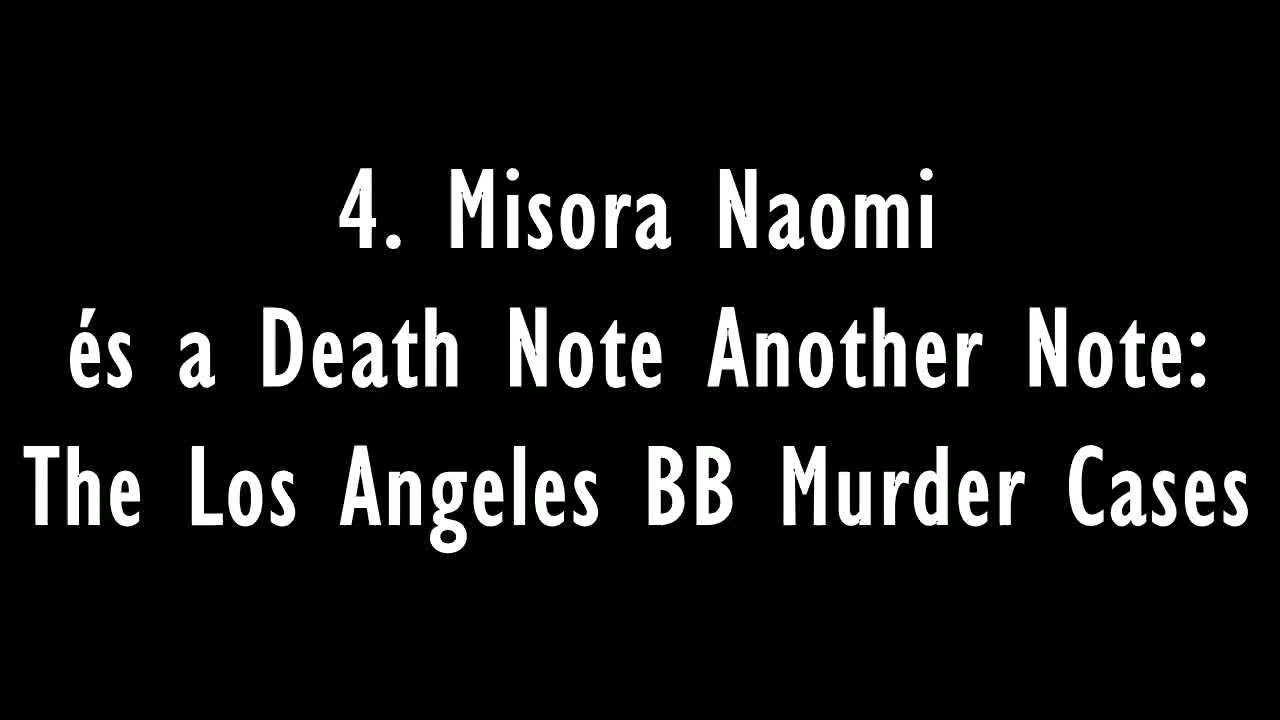 4. Misora Naomi
és a Death Note Another Note:
The Los Angeles BB Murder Cases